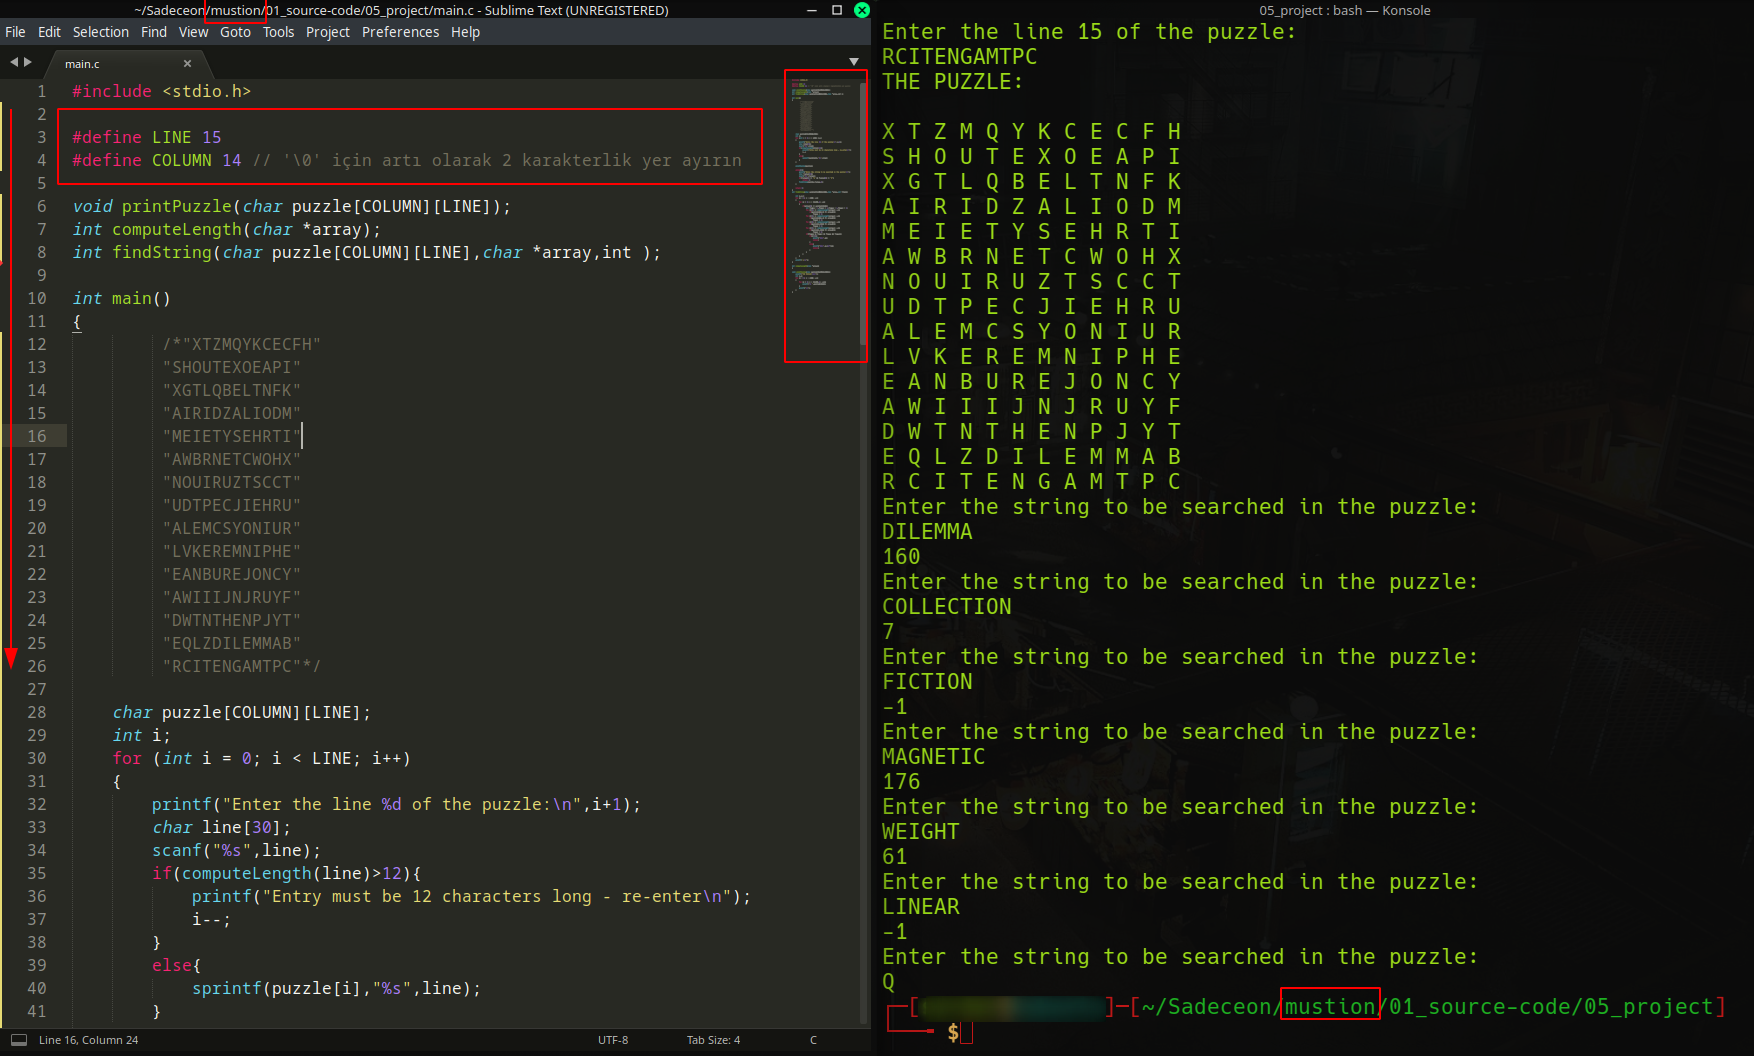 ~/Sadeceon/mustion/01_source-code/05_project/main.c - Sublime Text (UNREGISTERED)
File Edit Selection Find View Goto Tools Project Preferences Help
main.c
1 #include <stdio.h>
2
3 #define LINE 15
4 #define COLUMN 14 // '\0' için artı olarak 2 karakterlik yer ayırın
5
6 void printPuzzle(char puzzle[COLUMN][LINE]);
7 int computeLength(char *array);
8 int findString(char puzzle[COLUMN][LINE],char *array,int );
9
10 int main()
11 {
12 /*"XTZMQYKCECFH"
13 "SHOUTEXOEAPI"
14 "XGTLQBELTNFK"
15 "AIRIDZALIODM"
16 "MEIETYSEHRTI"
17 "AWBRNETCWOHX"
18 "NOUIRUZTSCCT"
19 "UDTPECJIEHRU"
20 "ALEMCSYONIUR"
21 "LVKEREMNIPHE"
22 "EANBUREJONCY"
23 "AWIIIJNJRUYF"
24 "DWTNTHENPJYT"
25 "EQLZDILEMMAB"
26 "RCITENGAMTPC"*/
27
28 char puzzle[COLUMN][LINE];
29 int i;
30 for (int i = 0; i < LINE; i++)
31 {
32 printf("Enter the line %d of the puzzle:\n",i+1);
33 char line[30];
34 scanf("%s",line);
35 if(computeLength(line)>12){
36 printf("Entry must be 12 characters long - re-enter\n");
37 i--;
38 }
39 else{
40 sprintf(puzzle[i],"%s",line);
41 }
Line 16, Column 24 UTF-8 Tab Size: 4 C
05_project : bash — Konsole
Enter the line 15 of the puzzle:
RCITENGAMTPC
THE PUZZLE:
X T Z M Q Y K C E C F H
S H O U T E X O E A P I
X G T L Q B E L T N F K
A I R I D Z A L I O D M
M E I E T Y S E H R T I
A W B R N E T C W O H X
N O U I R U Z T S C C T
U D T P E C J I E H R U
A L E M C S Y O N I U R
L V K E R E M N I P H E
E A N B U R E J O N C Y
A W I I I J N J R U Y F
D W T N T H E N P J Y T
E Q L Z D I L E M M A B
R C I T E N G A M T P C
Enter the string to be searched in the puzzle:
DILEMMA
160
Enter the string to be searched in the puzzle:
COLLECTION
7
Enter the string to be searched in the puzzle:
FICTION
-1
Enter the string to be searched in the puzzle:
MAGNETIC
176
Enter the string to be searched in the puzzle:
WEIGHT
61
Enter the string to be searched in the puzzle:
LINEAR
-1
Enter the string to be searched in the puzzle:
Q
[~/Sadeceon/mustion/01_source-code/05_project]
$